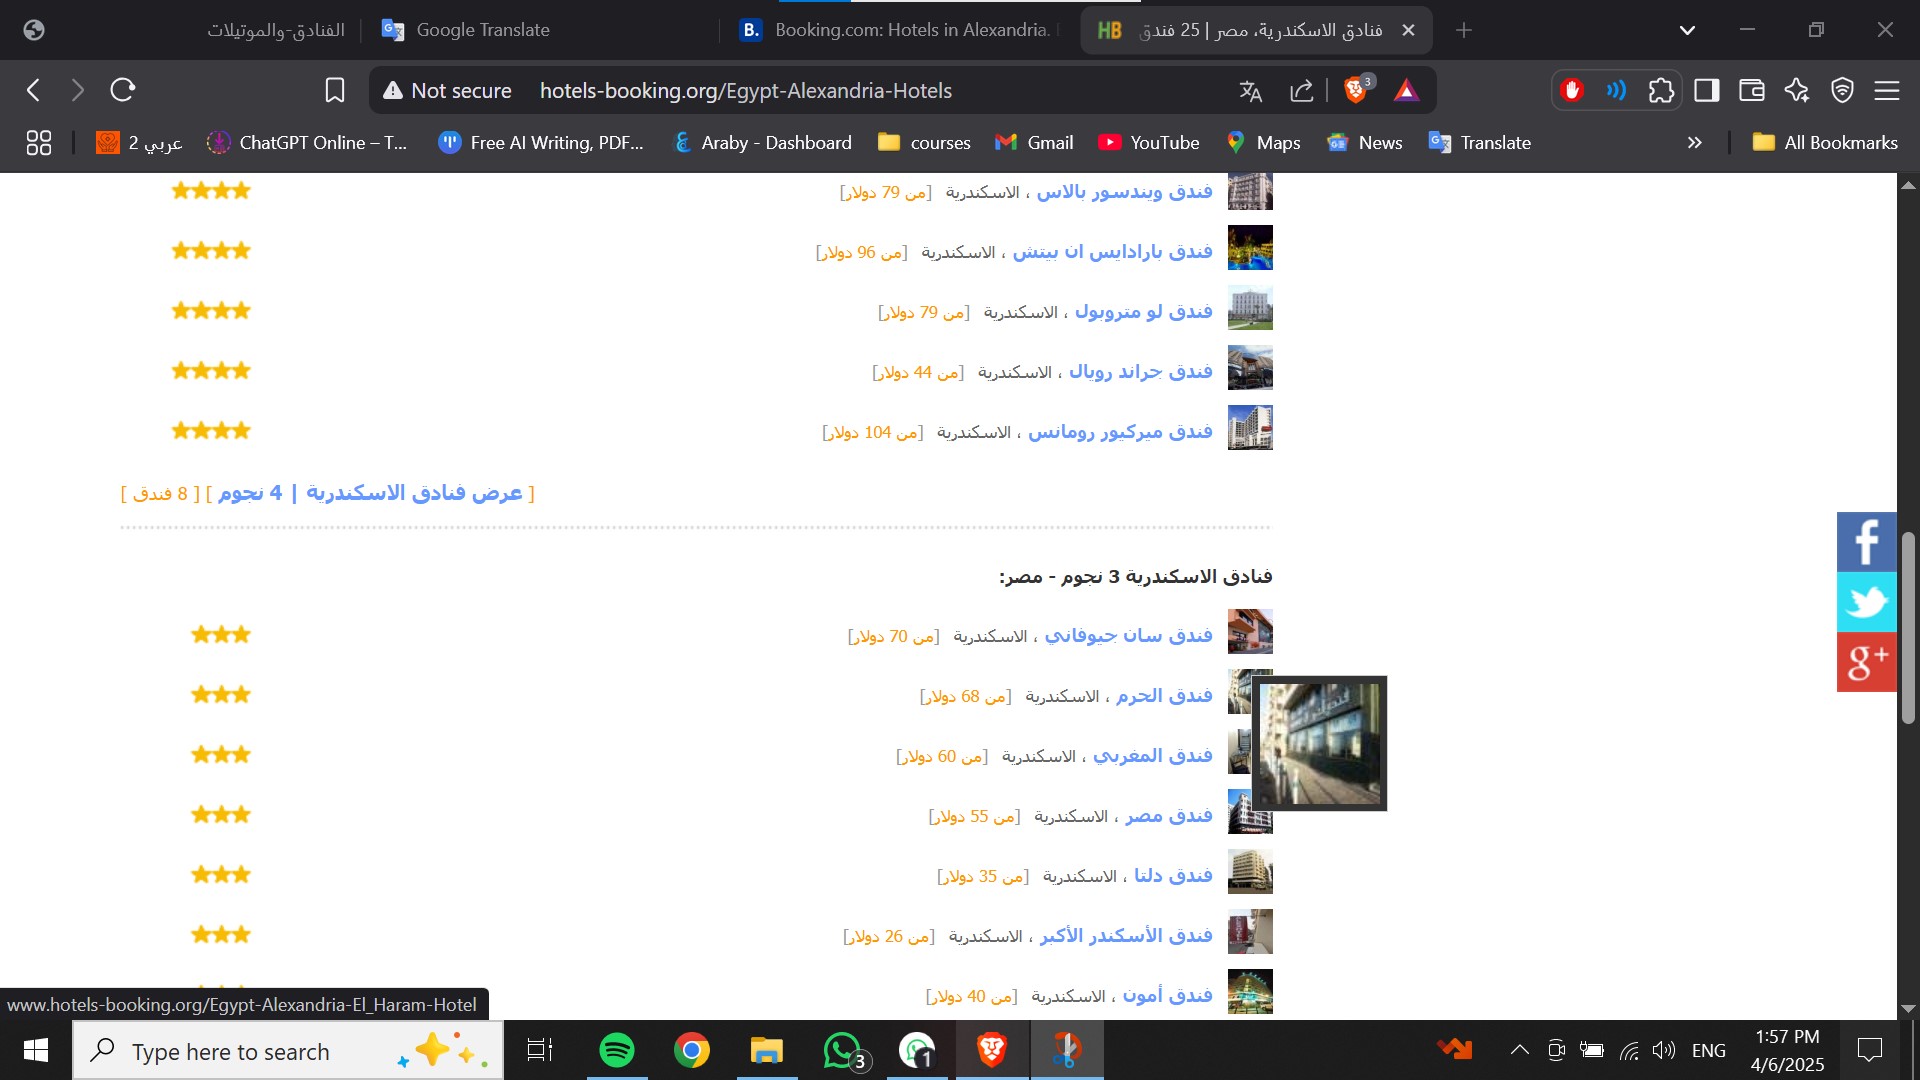 الفنادق-والموتيلات
Google Translate
Booking.com: Hotels in Alexandria.
فنادق الاسكندرية، مصر | 25 فندق
Not secure
hotels-booking.org/Egypt-Alexandria-Hotels
3
عربي 2
ChatGPT Online – T...
Free AI Writing, PDF...
Araby - Dashboard
courses
Gmail
YouTube
Maps
News
Translate
All Bookmarks
فندق ويندسور بالاس ، الاسكندرية [من 79 دولار]
فندق بارادايس ان بيتش ، الاسكندرية [من 96 دولار]
فندق لو متروبول ، الاسكندرية [من 79 دولار]
فندق جراند رويال ، الاسكندرية [من 44 دولار]
فندق ميركيور رومانس ، الاسكندرية [من 104 دولار]
[ عرض فنادق الاسكندرية | 4 نجوم ] [ 8 فندق ]
فنادق الاسكندرية 3 نجوم - مصر:
فندق سان جيوفاني ، الاسكندرية [من 70 دولار]
فندق الحرم ، الاسكندرية [من 68 دولار]
فندق المغربي ، الاسكندرية [من 60 دولار]
فندق مصر ، الاسكندرية [من 55 دولار]
فندق دلتا ، الاسكندرية [من 35 دولار]
فندق الأسكندر الأكبر ، الاسكندرية [من 26 دولار]
فندق أمون ، الاسكندرية [من 40 دولار]
f
g+
www.hotels-booking.org/Egypt-Alexandria-El_Haram-Hotel
Type here to search
3
1
ENG
1:57 PM
4/6/2025